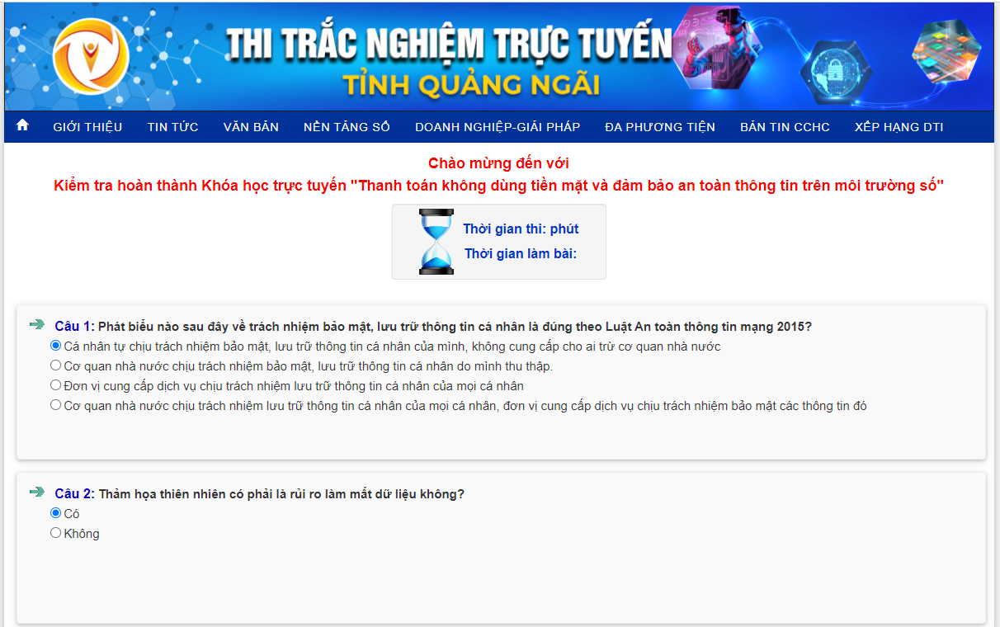 THI TRẮC NGHIỆM TRỰC TUYẾN
TỈNH QUẢNG NGÃI
GIỚI THIỆU TIN TỨC VĂN BẢN NỀN TẢNG SỐ DOANH NGHIỆP-GIẢI PHÁP ĐA PHƯƠNG TIỆN BẢN TIN CCHC XẾP HẠNG DTI
Chào mừng đến với
Kiểm tra hoàn thành Khóa học trực tuyến "Thanh toán không dùng tiền mặt và đảm bảo an toàn thông tin trên môi trường số"
Thời gian thi: phút
Thời gian làm bài:
Câu 1: Phát biểu nào sau đây về trách nhiệm bảo mật, lưu trữ thông tin cá nhân là đúng theo Luật An toàn thông tin mạng 2015?
Cá nhân tự chịu trách nhiệm bảo mật, lưu trữ thông tin cá nhân của mình, không cung cấp cho ai trừ cơ quan nhà nước
Cơ quan nhà nước chịu trách nhiệm bảo mật, lưu trữ thông tin cá nhân do mình thu thập.
Đơn vị cung cấp dịch vụ chịu trách nhiệm lưu trữ thông tin cá nhân của mọi cá nhân
Cơ quan nhà nước chịu trách nhiệm lưu trữ thông tin cá nhân của mọi cá nhân, đơn vị cung cấp dịch vụ chịu trách nhiệm bảo mật các thông tin đó
Câu 2: Thảm họa thiên nhiên có phải là rủi ro làm mất dữ liệu không?
Có
Không